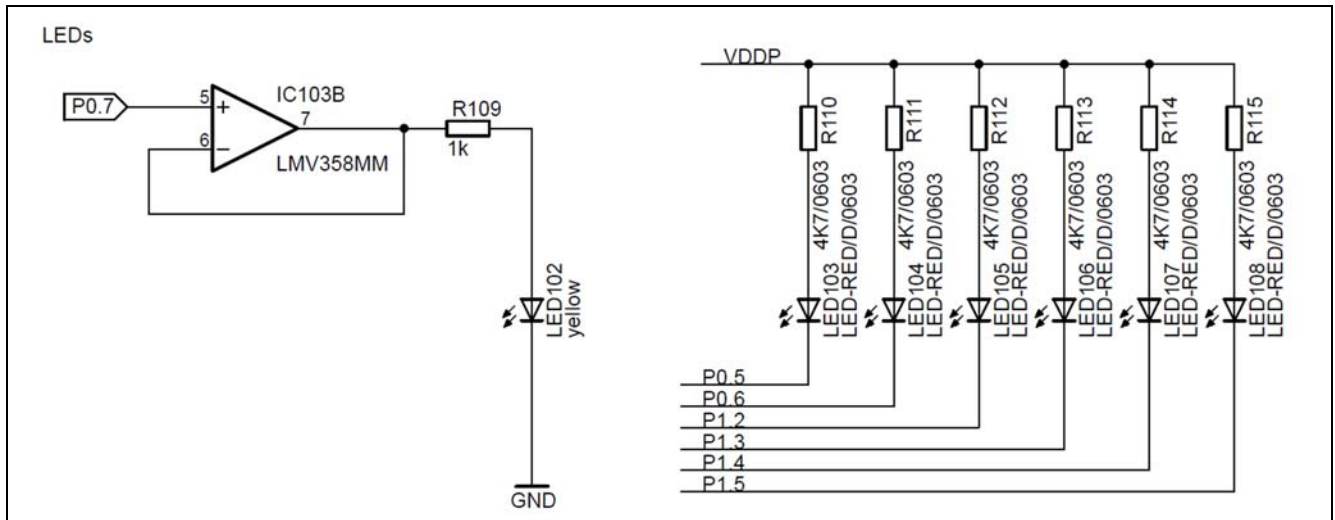 LEDs
P0.7
5
+
6
−
IC103B
7
LMV358MM
R109
1k
LED102
yellow
GND
VDDP
R110
4K7/0603
LED103
LED-RED/D/0603
R111
4K7/0603
LED104
LED-RED/D/0603
R112
4K7/0603
LED105
LED-RED/D/0603
R113
4K7/0603
LED106
LED-RED/D/0603
R114
4K7/0603
LED107
LED-RED/D/0603
R115
4K7/0603
LED108
LED-RED/D/0603
P0.5
P0.6
P1.2
P1.3
P1.4
P1.5